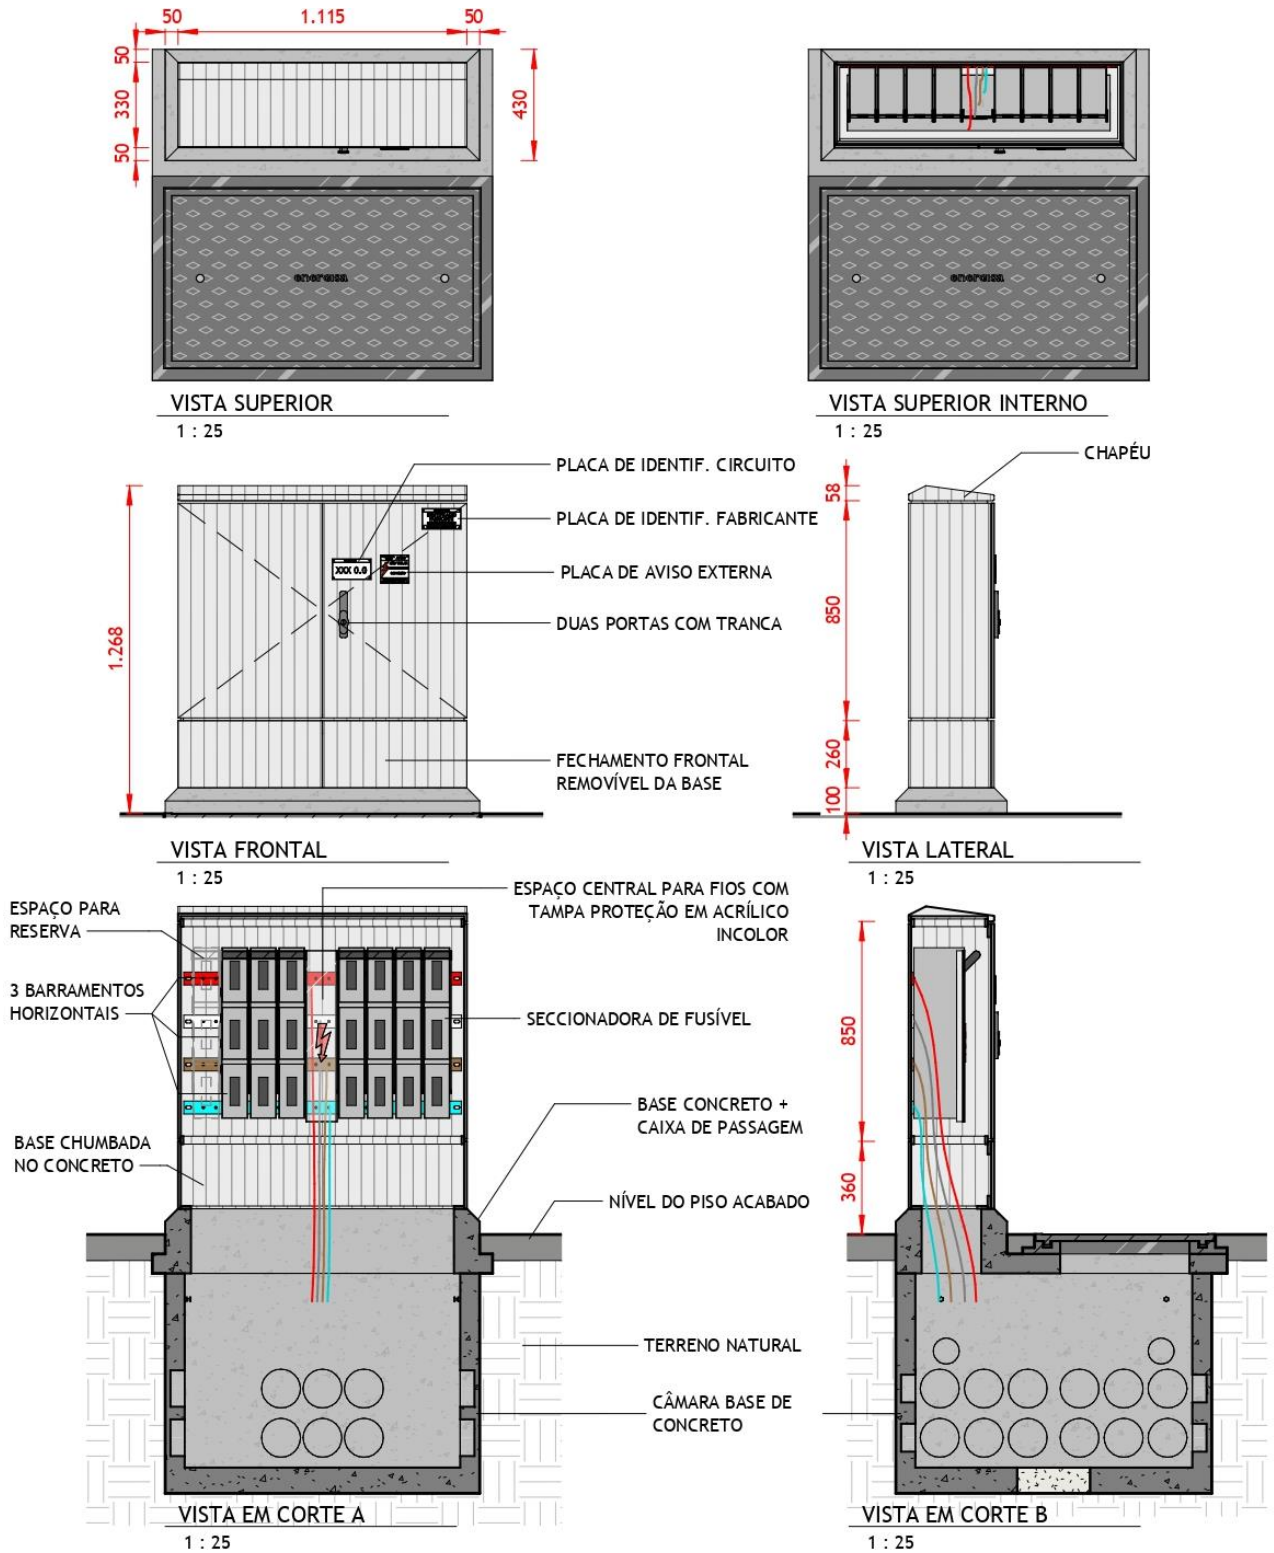 50
1.115
50
50
330
50
430
energisa
energisa
VISTA SUPERIOR
1 : 25
VISTA SUPERIOR INTERNO
1 : 25
PLACA DE IDENTIF. CIRCUITO
CHAPÉU
PLACA DE IDENTIF. FABRICANTE
XXX 0.0
PLACA DE AVISO EXTERNA
DUAS PORTAS COM TRANCA
1.268
58
850
260
100
FECHAMENTO FRONTAL
REMOVÍVEL DA BASE
VISTA FRONTAL
1 : 25
VISTA LATERAL
1 : 25
ESPAÇO PARA
RESERVA
ESPAÇO CENTRAL PARA FIOS COM
TAMPA PROTEÇÃO EM ACRÍLICO
INCOLOR
3 BARRAMENTOS
HORIZONTAIS
SECCIONADORA DE FUSÍVEL
BASE CONCRETO +
CAIXA DE PASSAGEM
BASE CHUMBADA
NO CONCRETO
NÍVEL DO PISO ACABADO
850
360
TERRENO NATURAL
CÂMARA BASE DE
CONCRETO
VISTA EM CORTE A
1 : 25
VISTA EM CORTE B
1 : 25